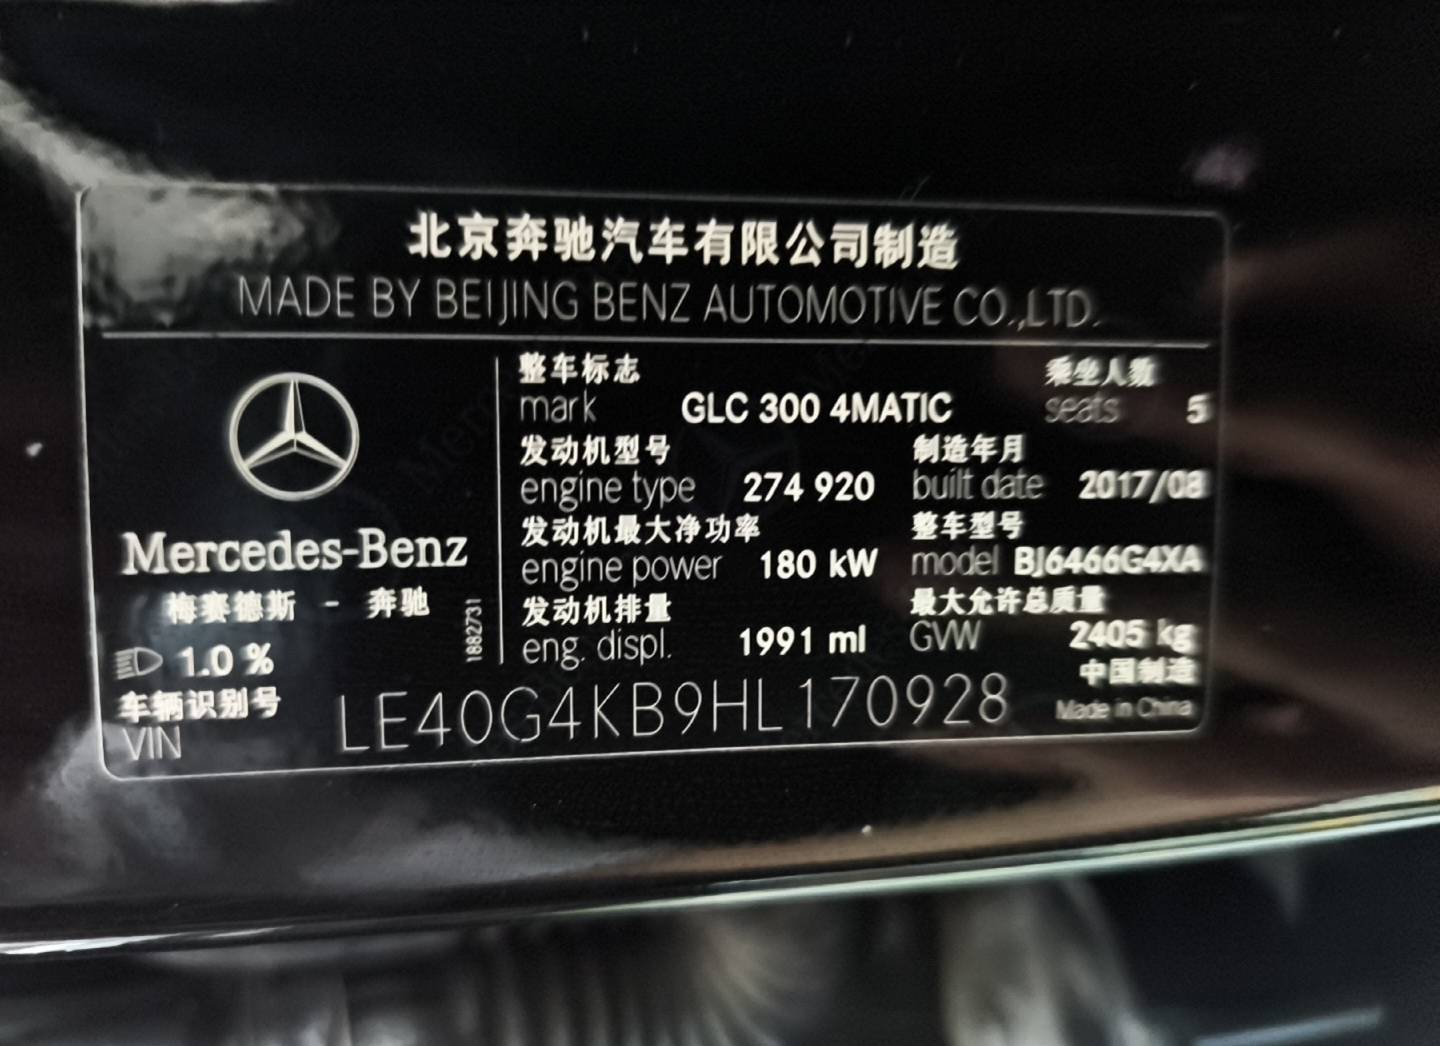 北京奔驰汽车有限公司制造
MADE BY BEIJING BENZ AUTOMOTIVE CO.,LTD.
Mercedes-Benz
梅赛德斯 - 奔驰
1.0 %
1882731
整车标志
mark GLC 300 4MATIC
乘坐人数
seats 5
发动机型号
engine type 274 920
制造年月
built date 2017/08
发动机最大净功率
engine power 180 kW
整车型号
model BJ6466G4XA
发动机排量
eng. displ. 1991 ml
最大允许总质量
GVW 2405 kg
中国制造
Made in China
车辆识别号
VIN LE40G4KB9HL170928